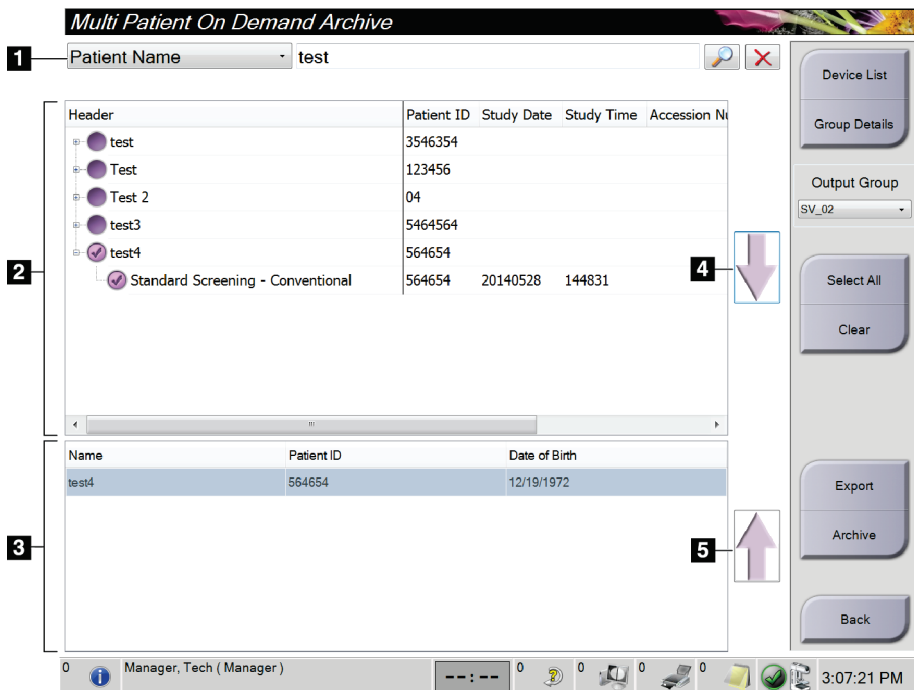 Multi Patient On Demand Archive
1 Patient Name test
Device List
Group Details
Output Group
SV_02
Select All
Clear
Export
Archive
Back
2
Header Patient ID Study Date Study Time Accession Nu
test 3546354
Test 123456
Test 2 04
test3 5464564
test4 564654
Standard Screening - Conventional 564654 20140528 144831
4
3
Name Patient ID Date of Birth
test4 564654 12/19/1972
5
0 Manager, Tech ( Manager ) --:-- 0 0 0 0 3:07:21 PM